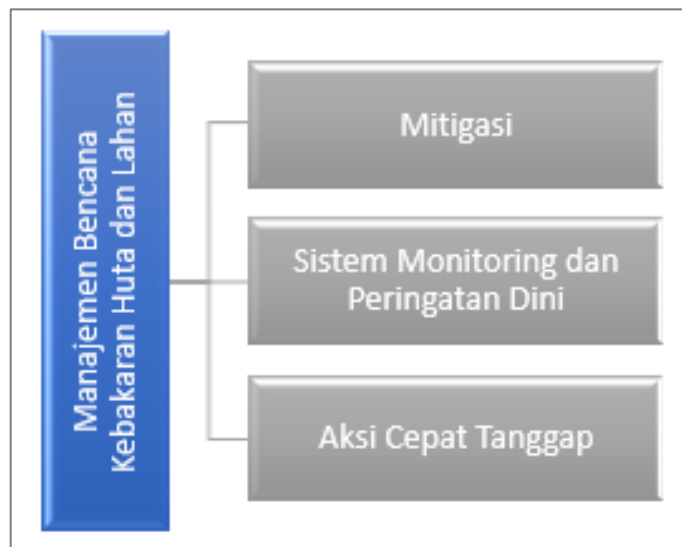 Manajemen Bencana
Kebakaran Huta dan Lahan
Mitigasi
Sistem Monitoring dan
Peringatan Dini
Aksi Cepat Tanggap